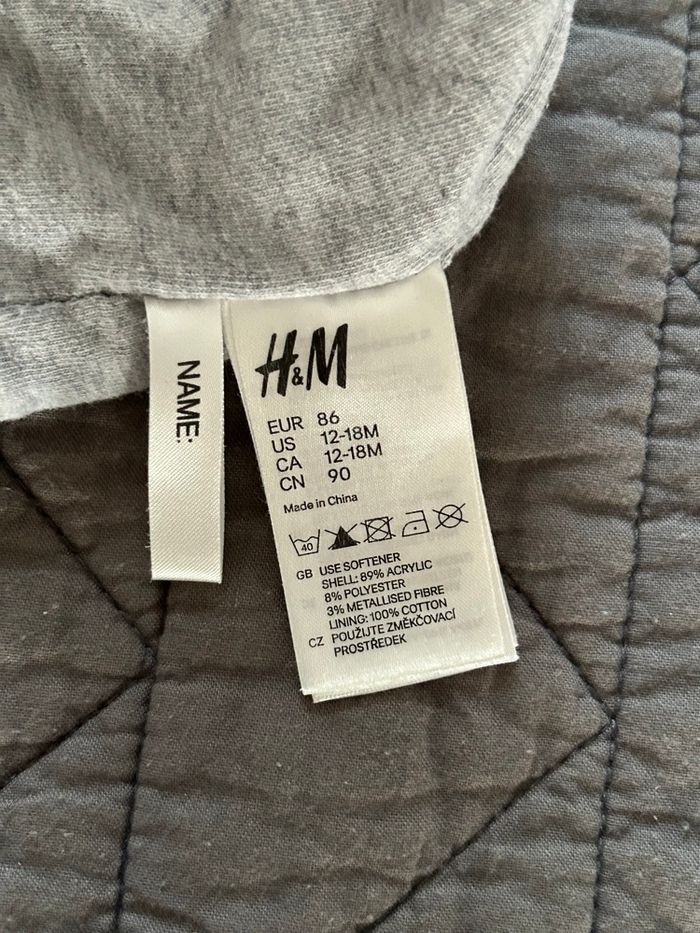 NAME:
H&M
EUR 86
US 12-18M
CA 12-18M
CN 90
Made in China
40
GB USE SOFTENER
SHELL: 89% ACRYLIC
8% POLYESTER
3% METALLISED FIBRE
LINING: 100% COTTON
CZ POUŽIJTE ZMĚKČOVACÍ
PROSTŘEDEK